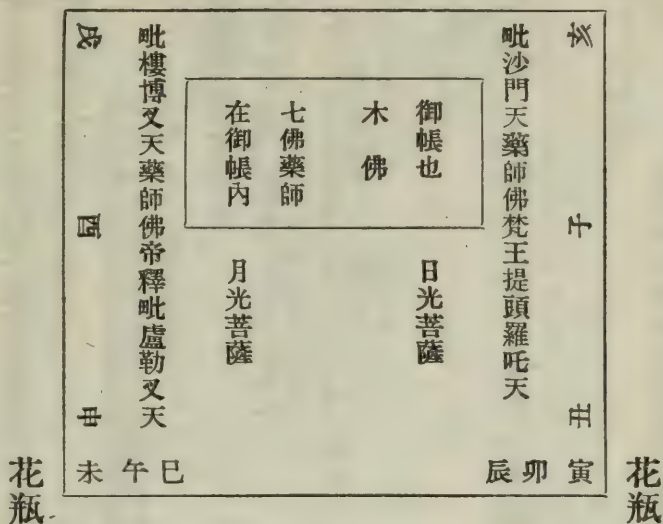 花瓶
亥　子　丑
寅
卯
辰
毗沙門天藥師佛梵王提頭羅吒天
御帳也
木佛
七佛藥師
在御帳內
日光菩薩
月光菩薩
毗樓博叉天藥師佛帝釋毗盧勒叉天
巳
午
未
戌　酉　申
花瓶